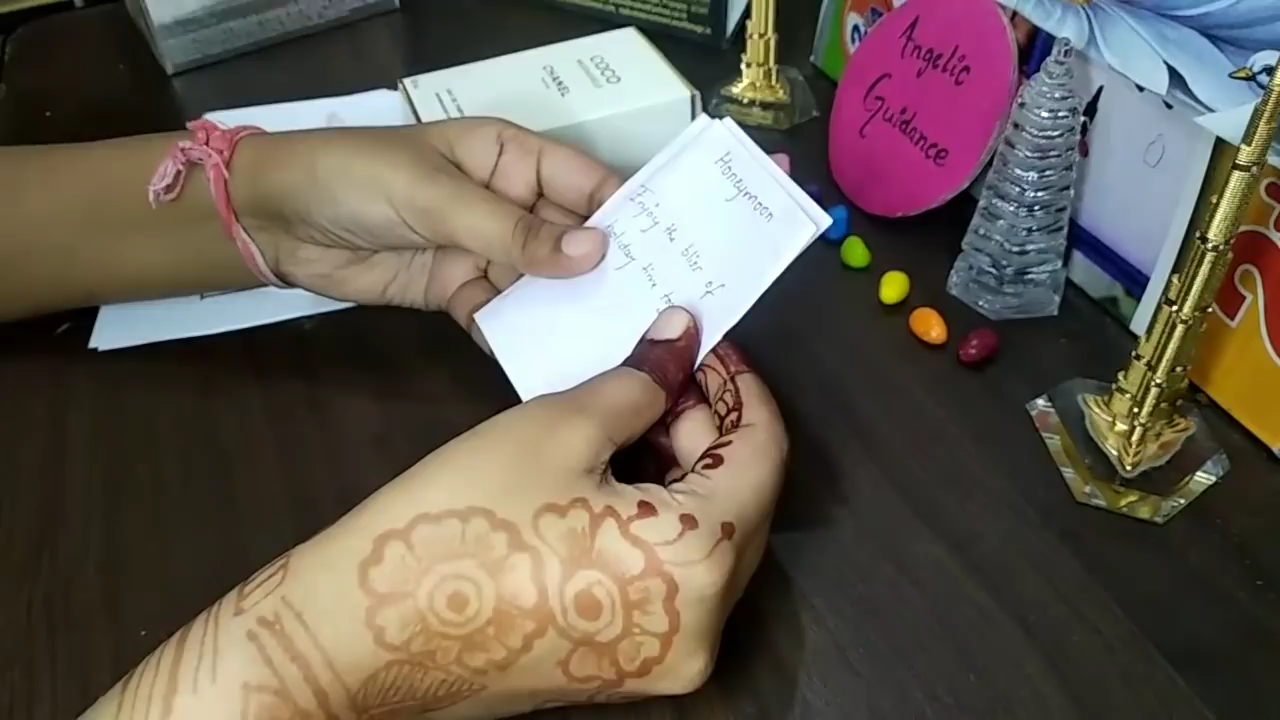 COCO
CHANEL
Angelic
Guidance
Honeymoon
Enjoy the bliss of
holiday time